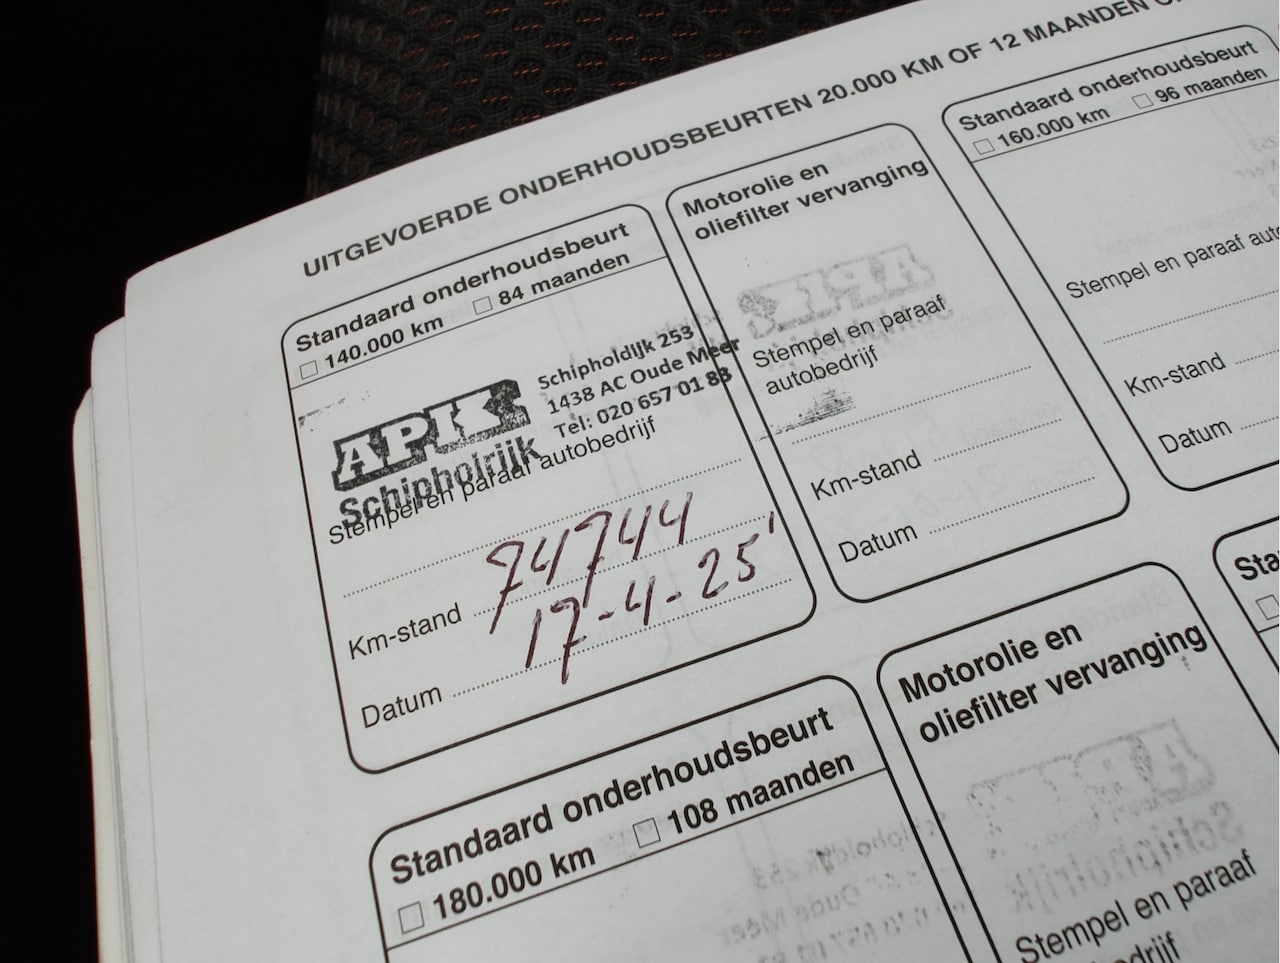 UITGEVOERDE ONDERHOUDSBEURTEN 20.000 KM OF 12 MAANDEN
Standaard onderhoudsbeurt
140.000 km 84 maanden
APK
Schipholrijk
Schipholdijk 253
1438 AC Oude Meer
Tel: 020 657 01 83
Stempel en paraaf autobedrijf
Km-stand 74744
Datum 17-4-25'
Motorolie en
oliefilter vervanging
Stempel en paraaf
autobedrijf
Km-stand
Datum
Standaard onderhoudsbeurt
160.000 km 96 maanden
Stempel en paraaf
Km-stand
Datum
Standaard onderhoudsbeurt
180.000 km 108 maanden
Motorolie en
oliefilter vervanging
Stempel en paraaf